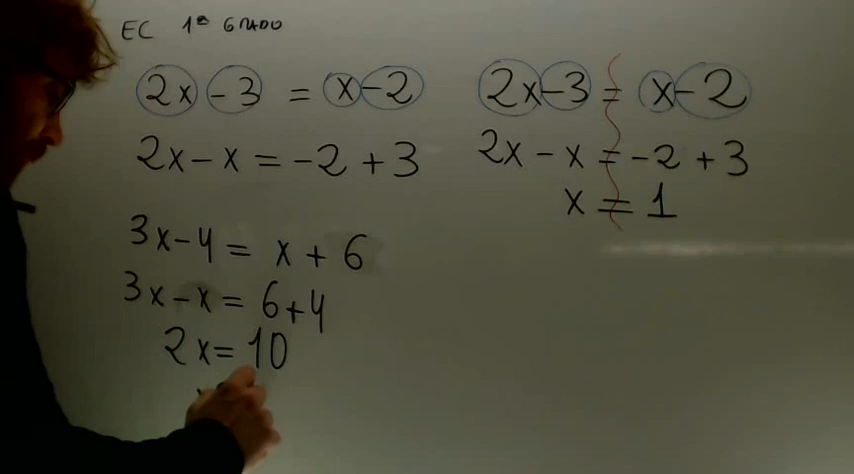 EC 1º GRADO
2x - 3 = x - 2
2x - x = -2 + 3
3x - 4 = x + 6
3x - x = 6 + 4
2x = 10
2x - 3 = x - 2
2x - x = -2 + 3
x = 1